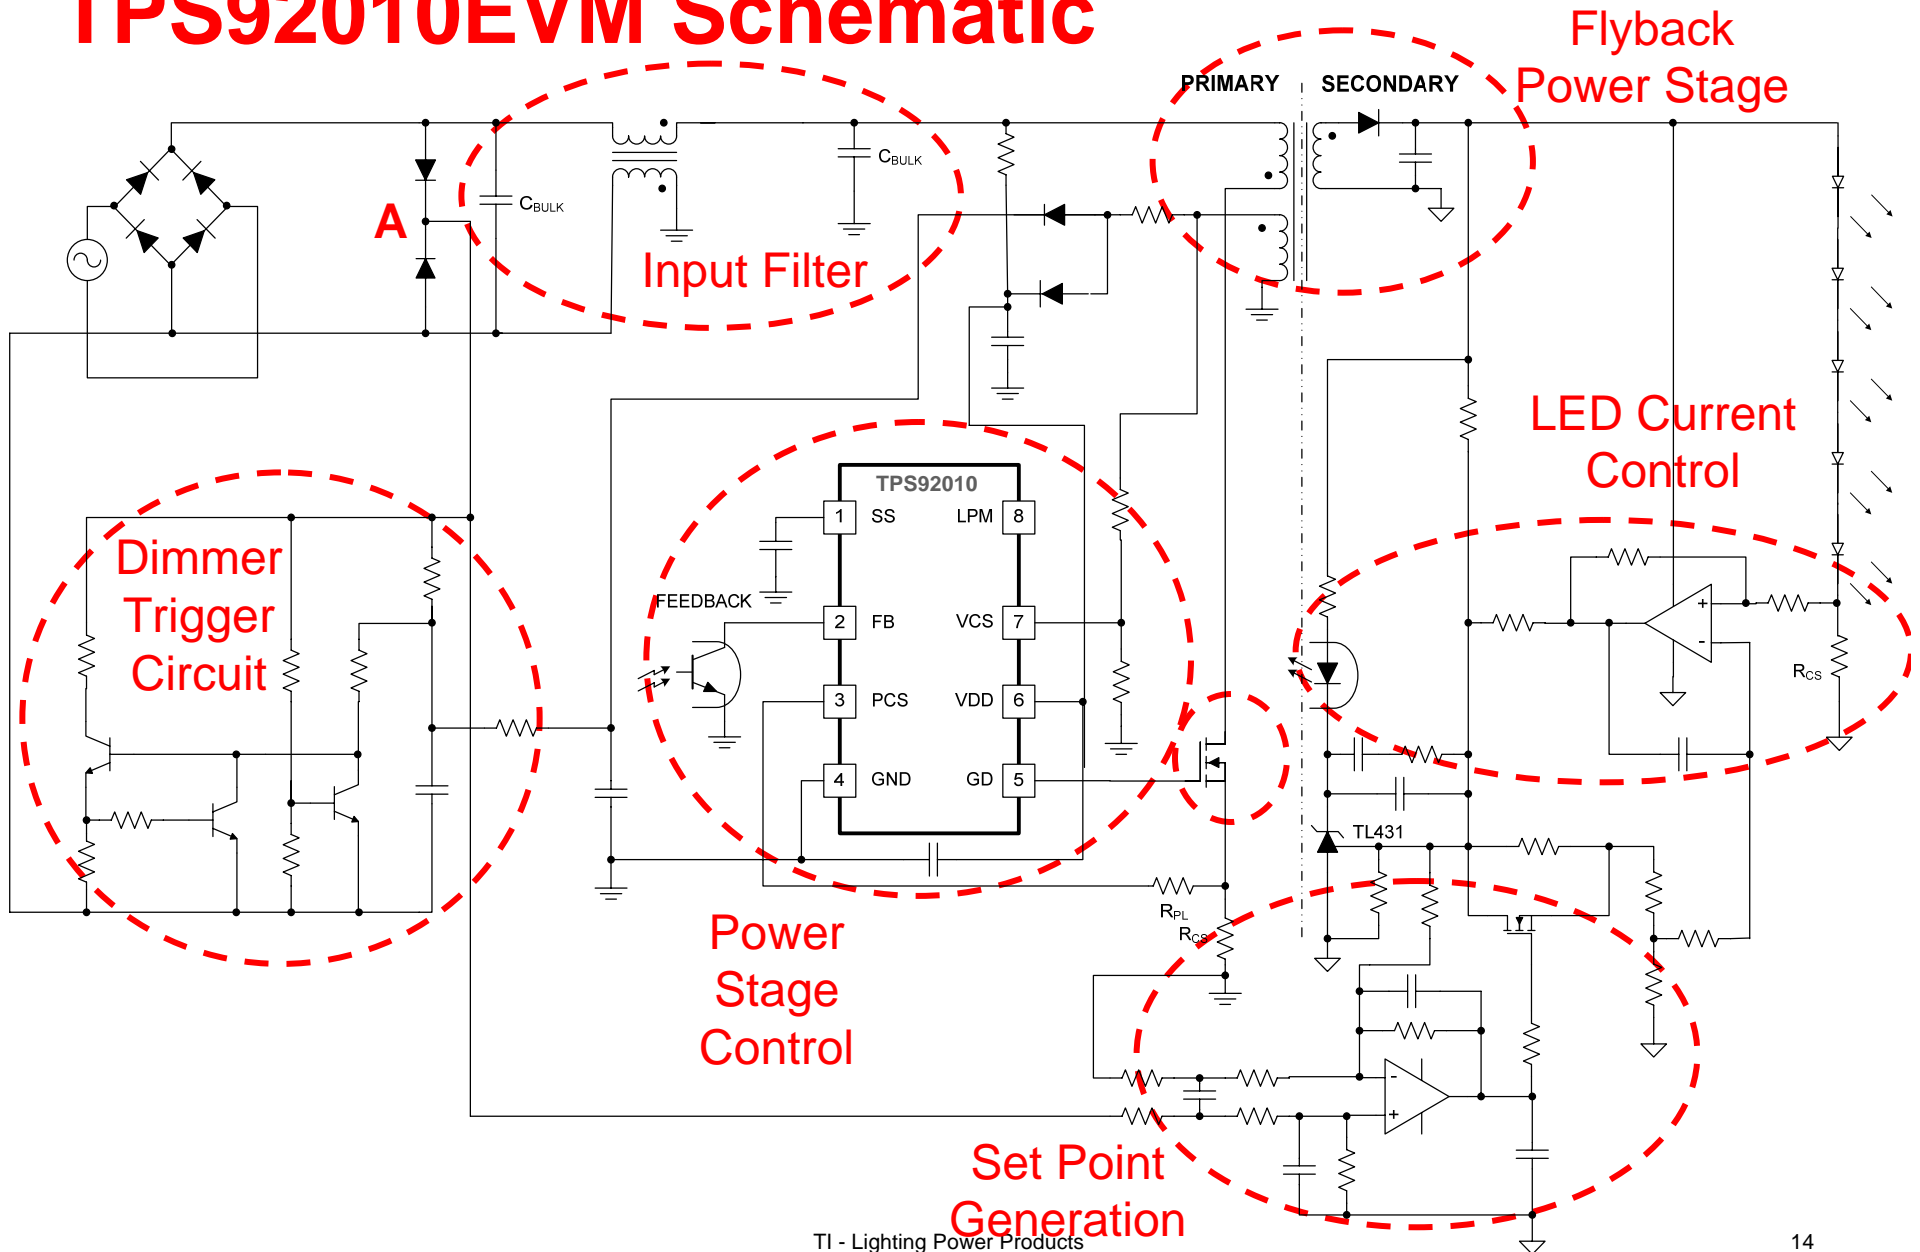 TPS92010EVM Schematic
Flyback
Power Stage
PRIMARY
SECONDARY
CBULK
CBULK
A
Input Filter
LED Current
Control
TPS92010
1 SS LPM 8
Dimmer
Trigger
Circuit
FEEDBACK
2 FB VCS 7
RCS
3 PCS VDD 6
4 GND GD 5
TL431
+
-
RPL
RCS
Power
Stage
Control
-
+
Set Point
Generation
TI - Lighting Power Products
14